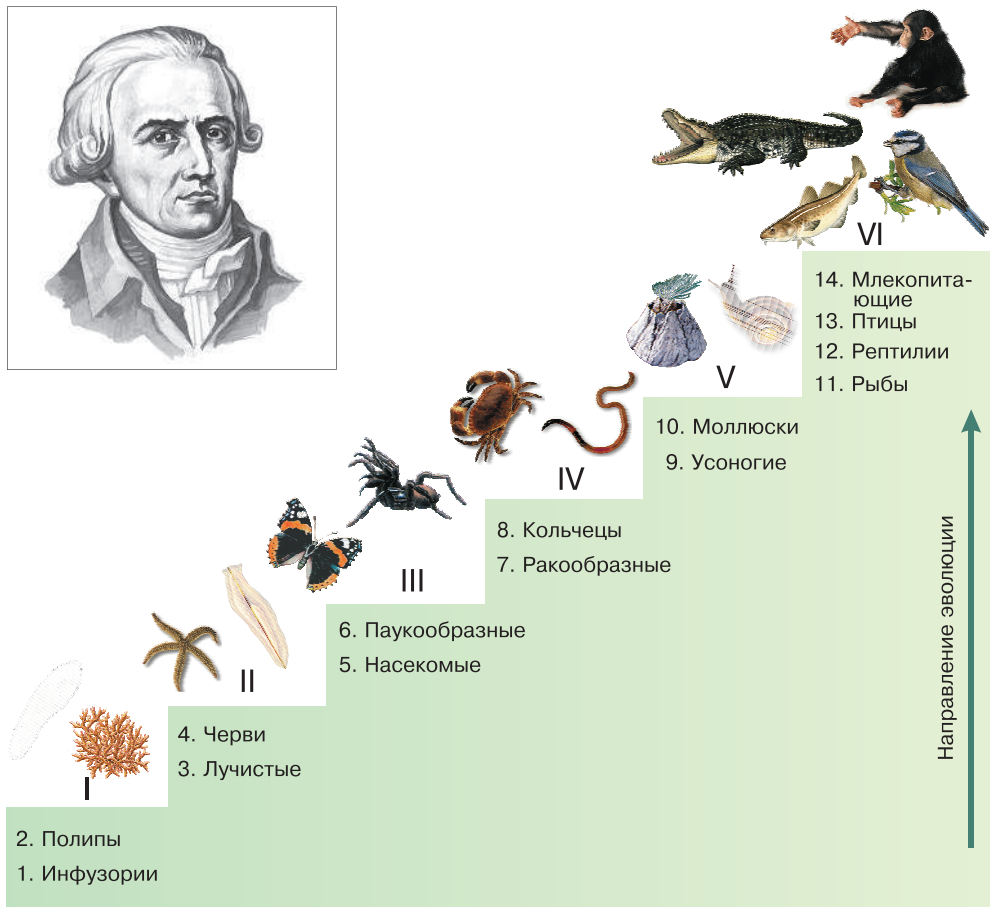 VI
14. Млекопита-
ющие
13. Птицы
12. Рептилии
11. Рыбы
V
10. Моллюски
9. Усоногие
IV
8. Кольчецы
7. Ракообразные
III
6. Паукообразные
5. Насекомые
II
4. Черви
3. Лучистые
I
2. Полипы
1. Инфузории
Направление эволюции